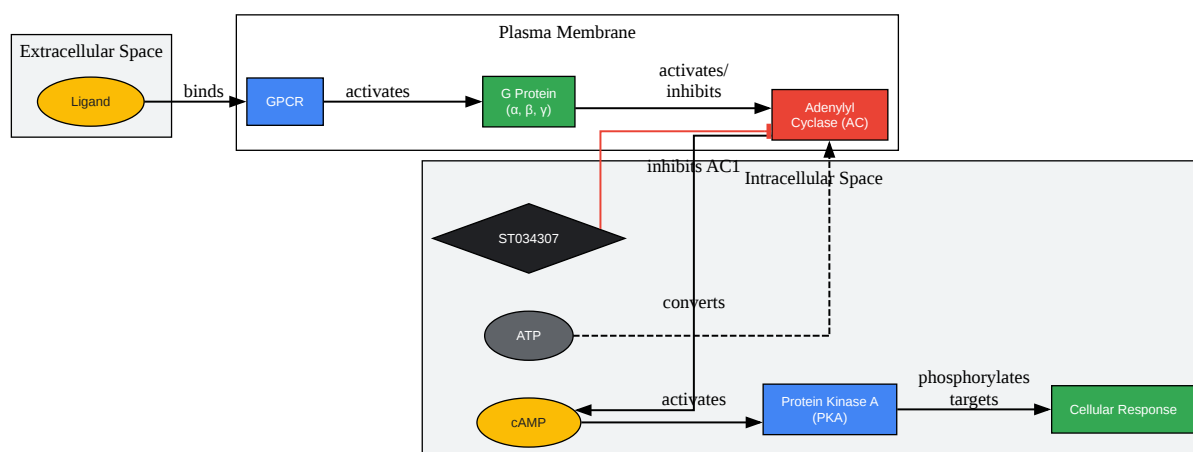 Plasma Membrane
Extracellular Space
Ligand
binds
GPCR
activates
G Protein
(α, β, γ)
activates/
inhibits
Adenylyl
Cyclase (AC)
inhibits AC1
Intracellular Space
ST034307
converts
ATP
cAMP
activates
Protein Kinase A
(PKA)
phosphorylates
targets
Cellular Response